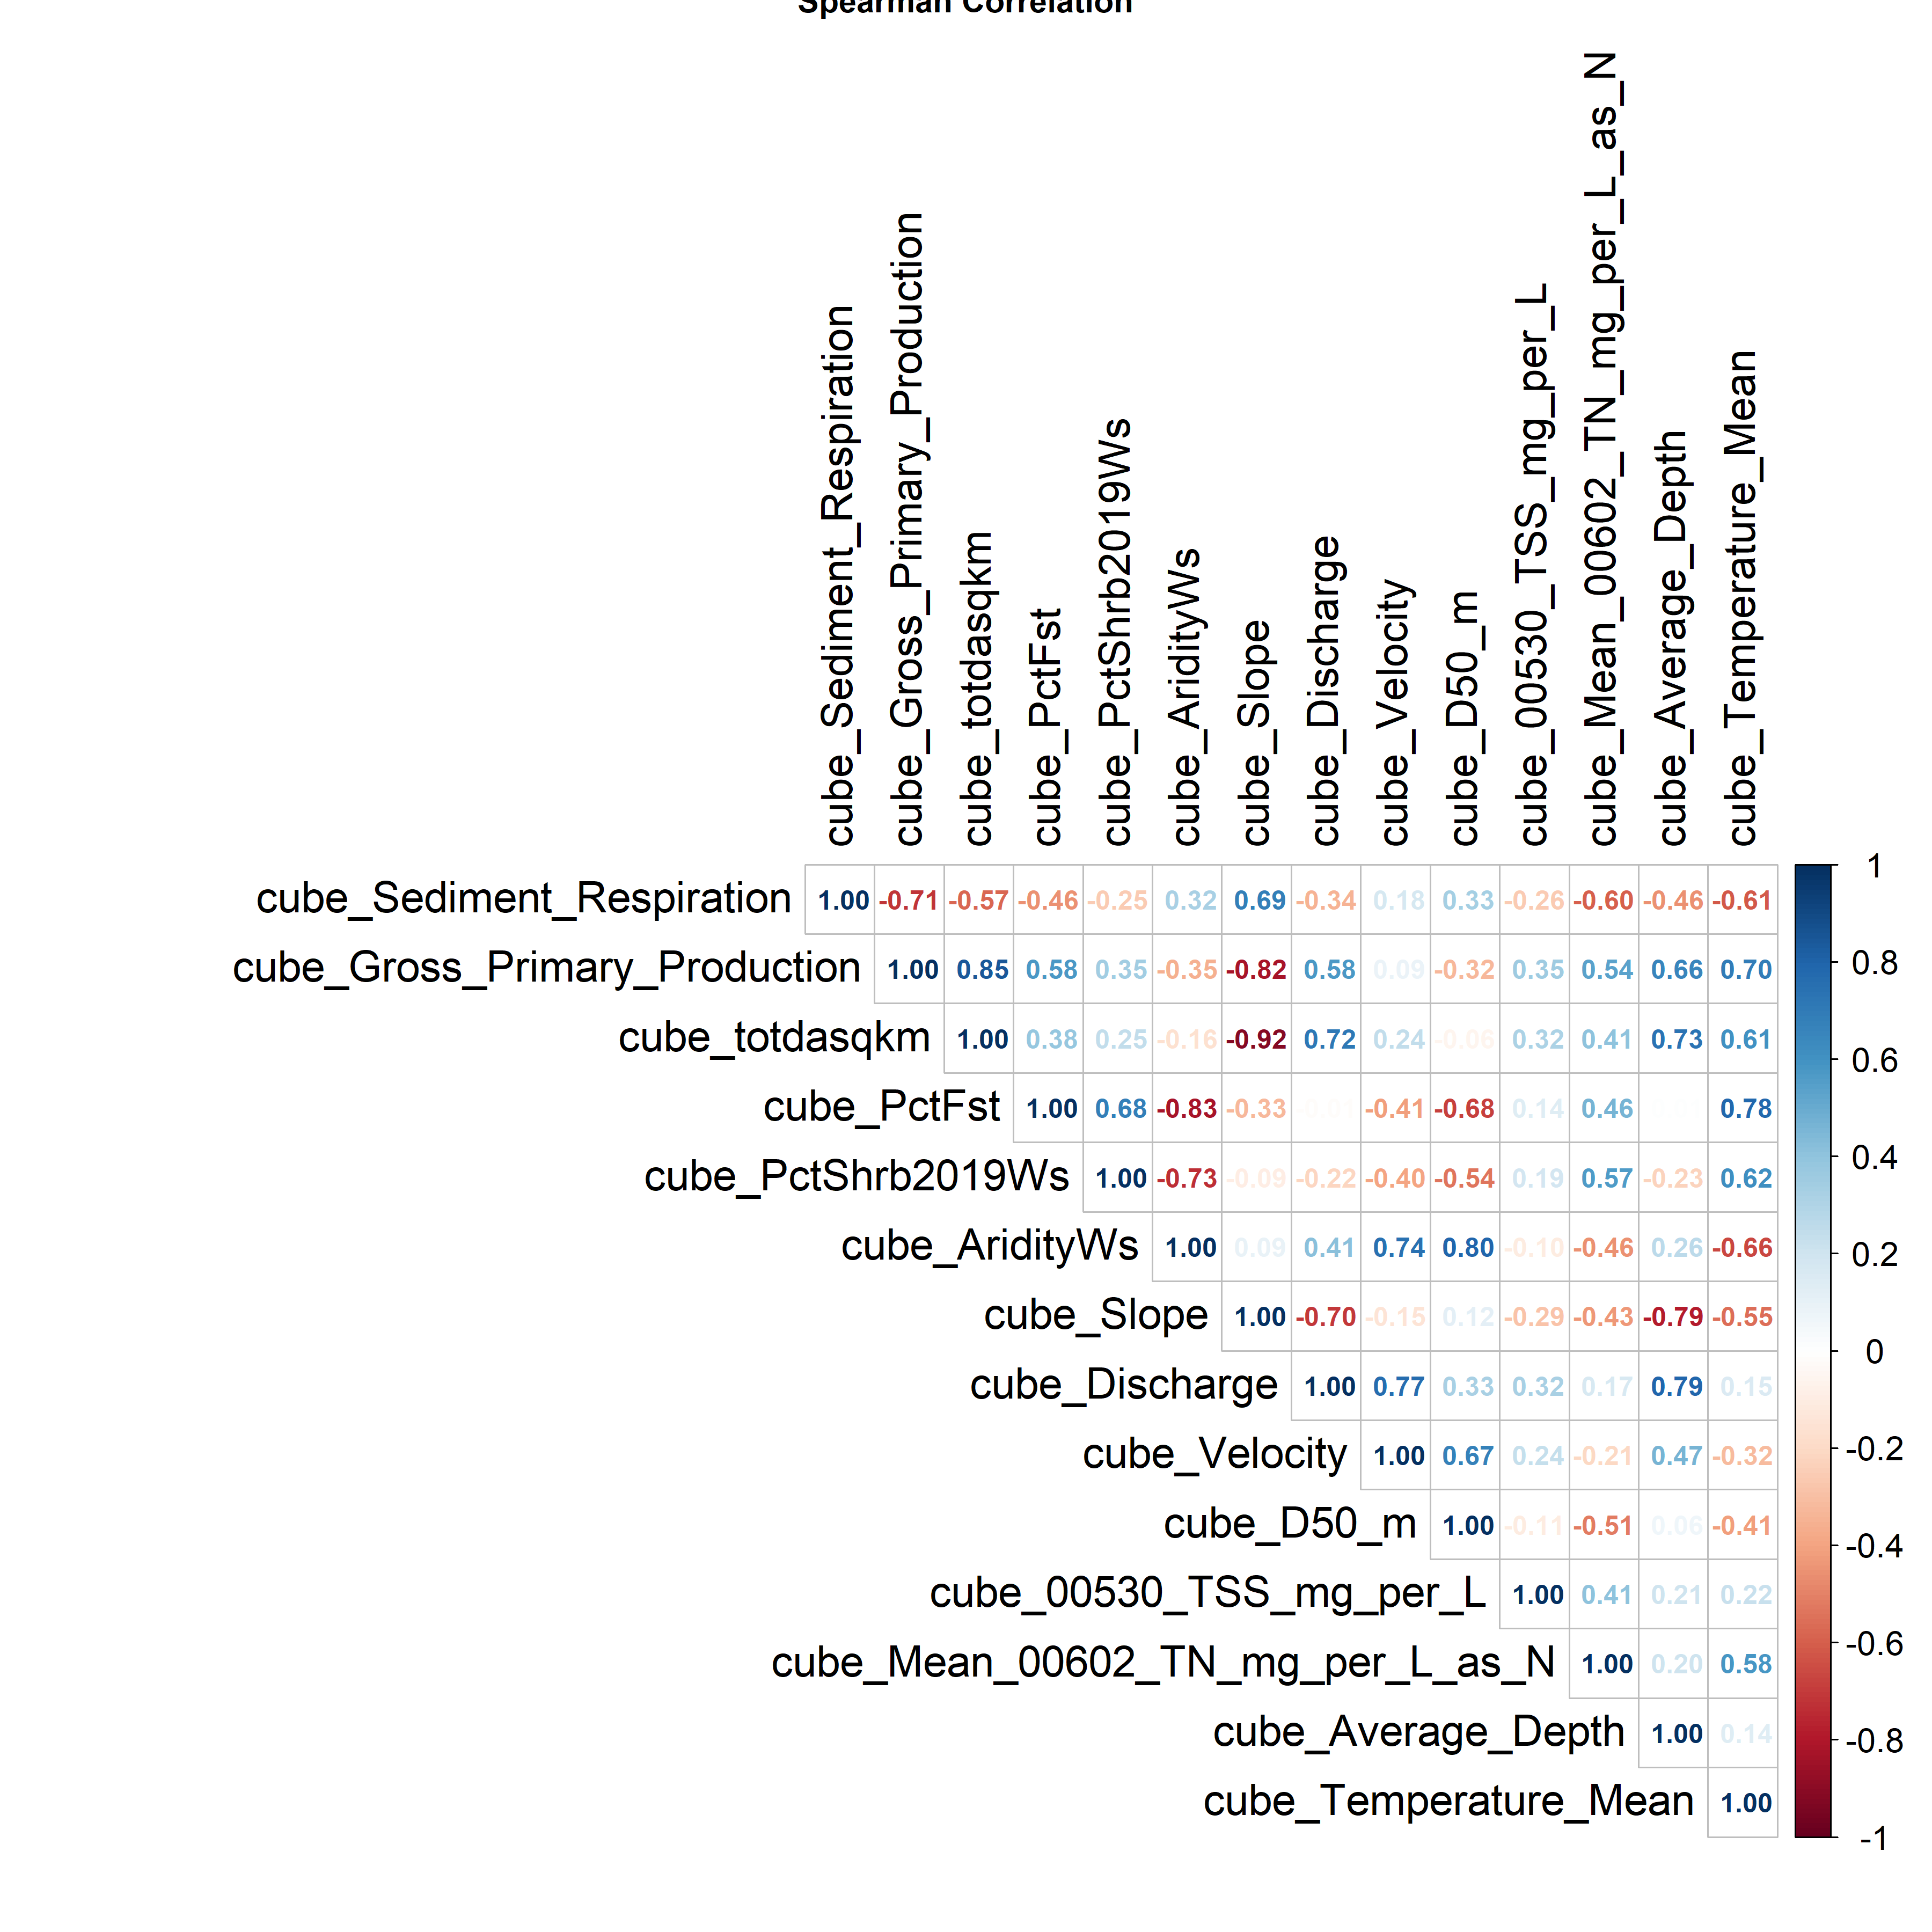 Spearman Correlation
cube_Sediment_Respiration
cube_Gross_Primary_Production
cube_totdasqkm
cube_PctFst
cube_PctShrb2019Ws
cube_AridityWs
cube_Slope
cube_Discharge
cube_Velocity
cube_D50_m
cube_00530_TSS_mg_per_L
cube_Mean_00602_TN_mg_per_L_as_N
cube_Average_Depth
cube_Temperature_Mean
cube_Sediment_Respiration 1.00 -0.71 -0.57 -0.46 -0.25 0.32 0.69 -0.34 0.18 0.33 -0.26 -0.60 -0.46 -0.61
cube_Gross_Primary_Production 1.00 0.85 0.58 0.35 -0.35 -0.82 0.58 0.09 -0.32 0.35 0.54 0.66 0.70
cube_totdasqkm 1.00 0.38 0.25 -0.16 -0.92 0.72 0.24 -0.06 0.32 0.41 0.73 0.61
cube_PctFst 1.00 0.68 -0.83 -0.33 -0.01 -0.41 -0.68 0.14 0.46 0.78
cube_PctShrb2019Ws 1.00 -0.73 -0.09 -0.22 -0.40 -0.54 0.19 0.57 -0.23 0.62
cube_AridityWs 1.00 0.09 0.41 0.74 0.80 -0.10 -0.46 0.26 -0.66
cube_Slope 1.00 -0.70 -0.15 0.12 -0.29 -0.43 -0.79 -0.55
cube_Discharge 1.00 0.77 0.33 0.32 0.17 0.79 0.15
cube_Velocity 1.00 0.67 0.24 -0.21 0.47 -0.32
cube_D50_m 1.00 -0.11 -0.51 0.06 -0.41
cube_00530_TSS_mg_per_L 1.00 0.41 0.21 0.22
cube_Mean_00602_TN_mg_per_L_as_N 1.00 0.20 0.58
cube_Average_Depth 1.00 0.14
cube_Temperature_Mean 1.00
1
0.8
0.6
0.4
0.2
0
-0.2
-0.4
-0.6
-0.8
-1